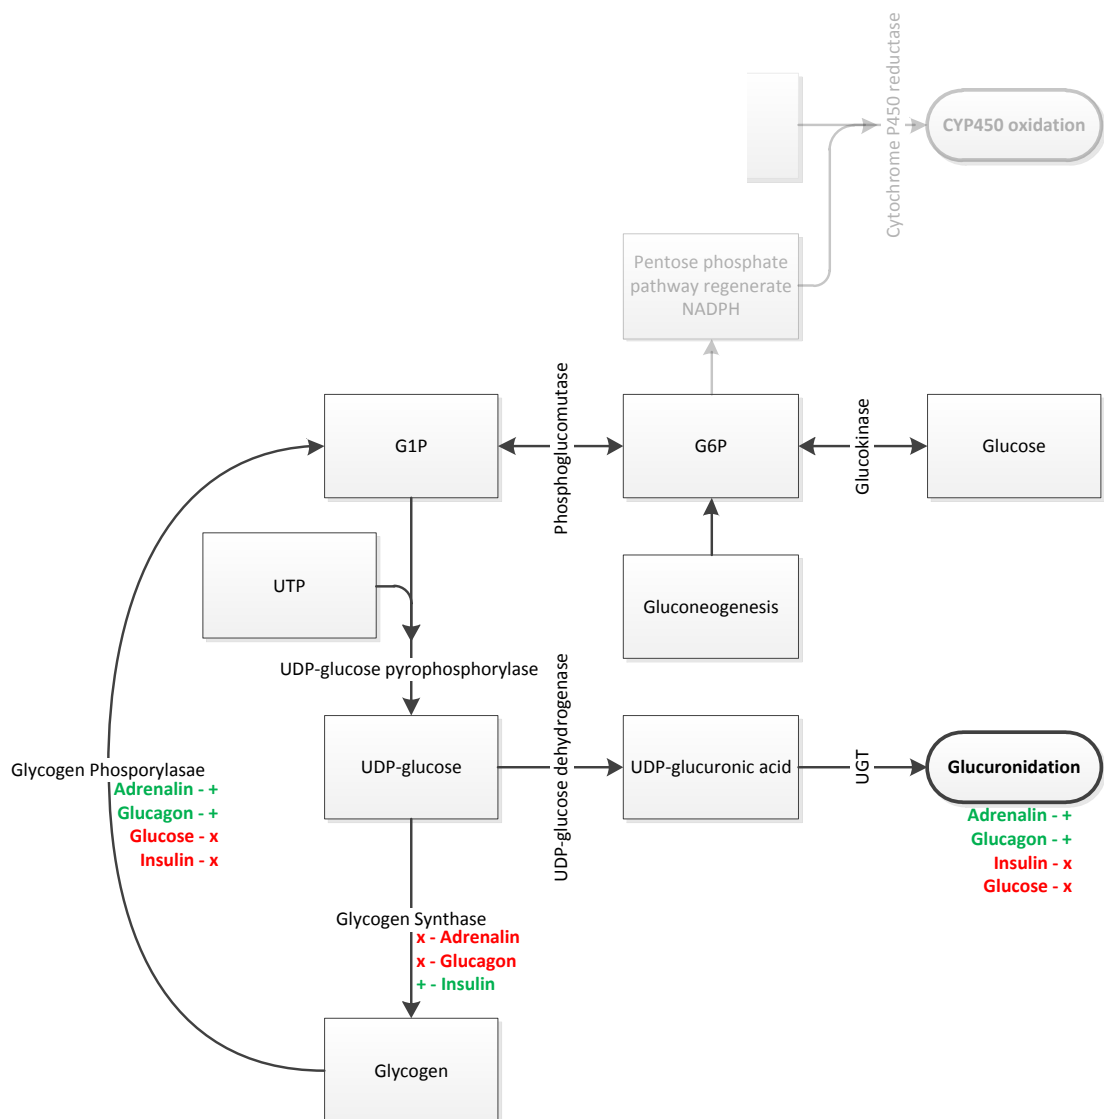 Cytochrome P450 reductase
CYP450 oxidation
Pentose phosphate
pathway regenerate
NADPH
G1P
Phosphoglucomutase
G6P
Glucokinase
Glucose
UTP
Gluconeogenesis
UDP-glucose pyrophosphorylase
UDP-glucose
UDP-glucose dehydrogenase
UDP-glucuronic acid
UGT
Glucuronidation
Adrenalin - +
Glucagon - +
Insulin - x
Glucose - x
Glycogen Phosporylasae
Adrenalin - +
Glucagon - +
Glucose - x
Insulin - x
Glycogen Synthase
x - Adrenalin
x - Glucagon
+ - Insulin
Glycogen